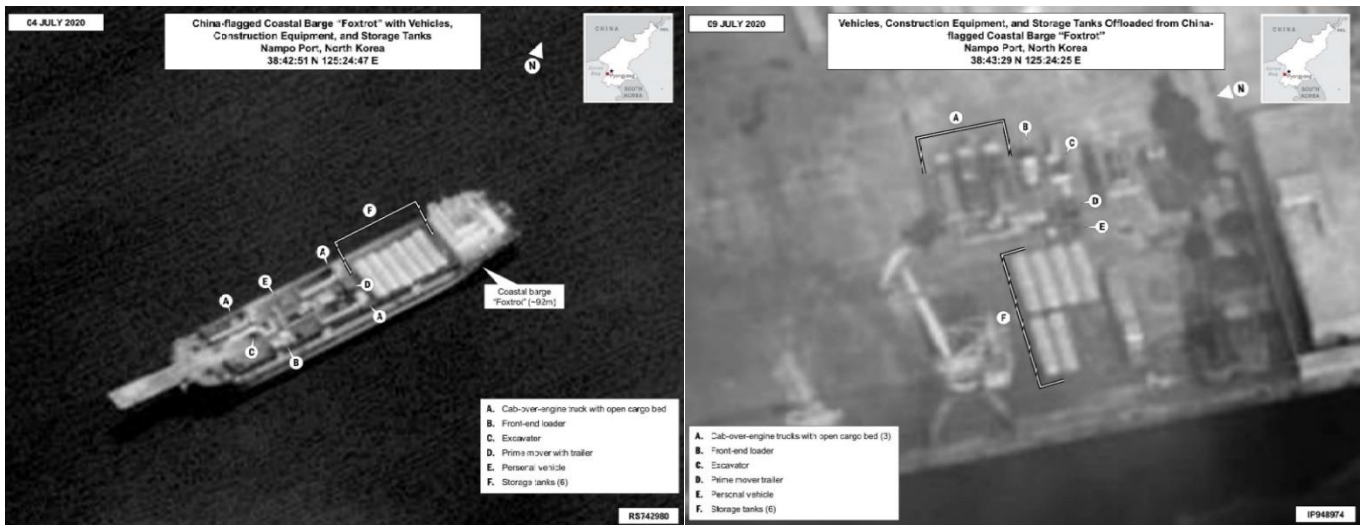 04 JULY 2020
China-flagged Coastal Barge "Foxtrot" with Vehicles,
Construction Equipment, and Storage Tanks
Nampo Port, North Korea
38:42:51 N 125:24:47 E
N
CHINA
Pyongyang
SOUTH
KOREA
F
A
E
D
A
A
C
B
Coastal barge
"Foxtrot" (~92m)
A. Cab-over-engine truck with open cargo bed
B. Front-end loader
C. Excavator
D. Prime mover with trailer
E. Personal vehicle
F. Storage tanks (6)
RS742980
09 JULY 2020
Vehicles, Construction Equipment, and Storage Tanks Offloaded from China-
flagged Coastal Barge "Foxtrot"
Nampo Port, North Korea
38:43:29 N 125:24:25 E
N
CHINA
Pyongyang
SOUTH
KOREA
A
B
C
D
E
F
A. Cab-over-engine trucks with open cargo bed (3)
B. Front-end loader
C. Excavator
D. Prime mover trailer
E. Personal vehicle
F. Storage tanks (6)
IP948974